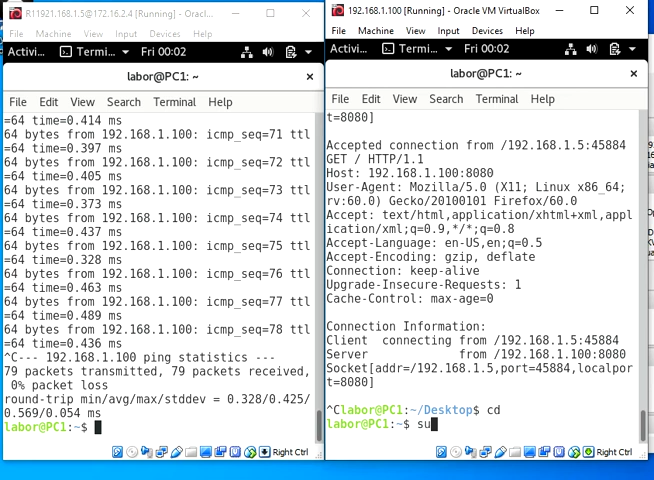 R11921.168.1.5@172.16.2.4 [Running] - Oracl...
File Machine View Input Devices Help
Activi... Termi... Fri 00:02
labor@PC1: ~
File Edit View Search Terminal Help
=64 time=0.414 ms
64 bytes from 192.168.1.100: icmp_seq=71 ttl
=64 time=0.397 ms
64 bytes from 192.168.1.100: icmp_seq=72 ttl
=64 time=0.405 ms
64 bytes from 192.168.1.100: icmp_seq=73 ttl
=64 time=0.373 ms
64 bytes from 192.168.1.100: icmp_seq=74 ttl
=64 time=0.437 ms
64 bytes from 192.168.1.100: icmp_seq=75 ttl
=64 time=0.328 ms
64 bytes from 192.168.1.100: icmp_seq=76 ttl
=64 time=0.463 ms
64 bytes from 192.168.1.100: icmp_seq=77 ttl
=64 time=0.489 ms
64 bytes from 192.168.1.100: icmp_seq=78 ttl
=64 time=0.436 ms
^C--- 192.168.1.100 ping statistics ---
79 packets transmitted, 79 packets received,
0% packet loss
round-trip min/avg/max/stddev = 0.328/0.425/
0.569/0.054 ms
labor@PC1:~$
Right Ctrl
192.168.1.100 [Running] - Oracle VM VirtualBox
File Machine View Input Devices Help
Activi... Termi... Fri 00:02
labor@PC1: ~
File Edit View Search Terminal Help
t=8080]
Accepted connection from /192.168.1.5:45884
GET / HTTP/1.1
Host: 192.168.1.100:8080
User-Agent: Mozilla/5.0 (X11; Linux x86_64;
rv:60.0) Gecko/20100101 Firefox/60.0
Accept: text/html,application/xhtml+xml,appl
ication/xml;q=0.9,*/*;q=0.8
Accept-Language: en-US,en;q=0.5
Accept-Encoding: gzip, deflate
Connection: keep-alive
Upgrade-Insecure-Requests: 1
Cache-Control: max-age=0
Connection Information:
Client connecting from /192.168.1.5:45884
Server from /192.168.1.100:8080
Socket[addr=/192.168.1.5,port=45884,localpor
t=8080]
^Clabor@PC1:~/Desktop$ cd
labor@PC1:~$ su
Right Ctrl